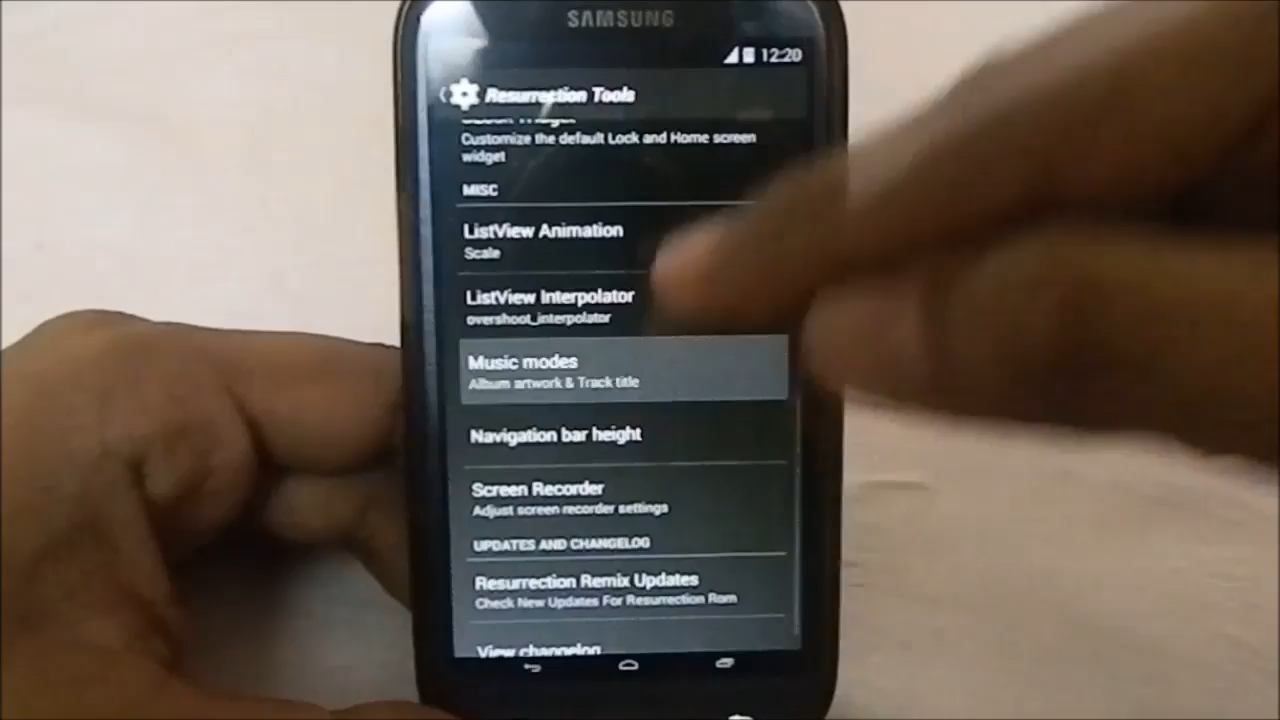 SAMSUNG
12:20
Resurrection Tools
Customize the default Lock and Home screen
widget
MISC
ListView Animation
Scale
ListView Interpolator
overshoot_interpolator
Music modes
Album artwork & Track title
Navigation bar height
Screen Recorder
Adjust screen recorder settings
UPDATES AND CHANGELOG
Resurrection Remix Updates
Check New Updates For Resurrection Rom
View changelog